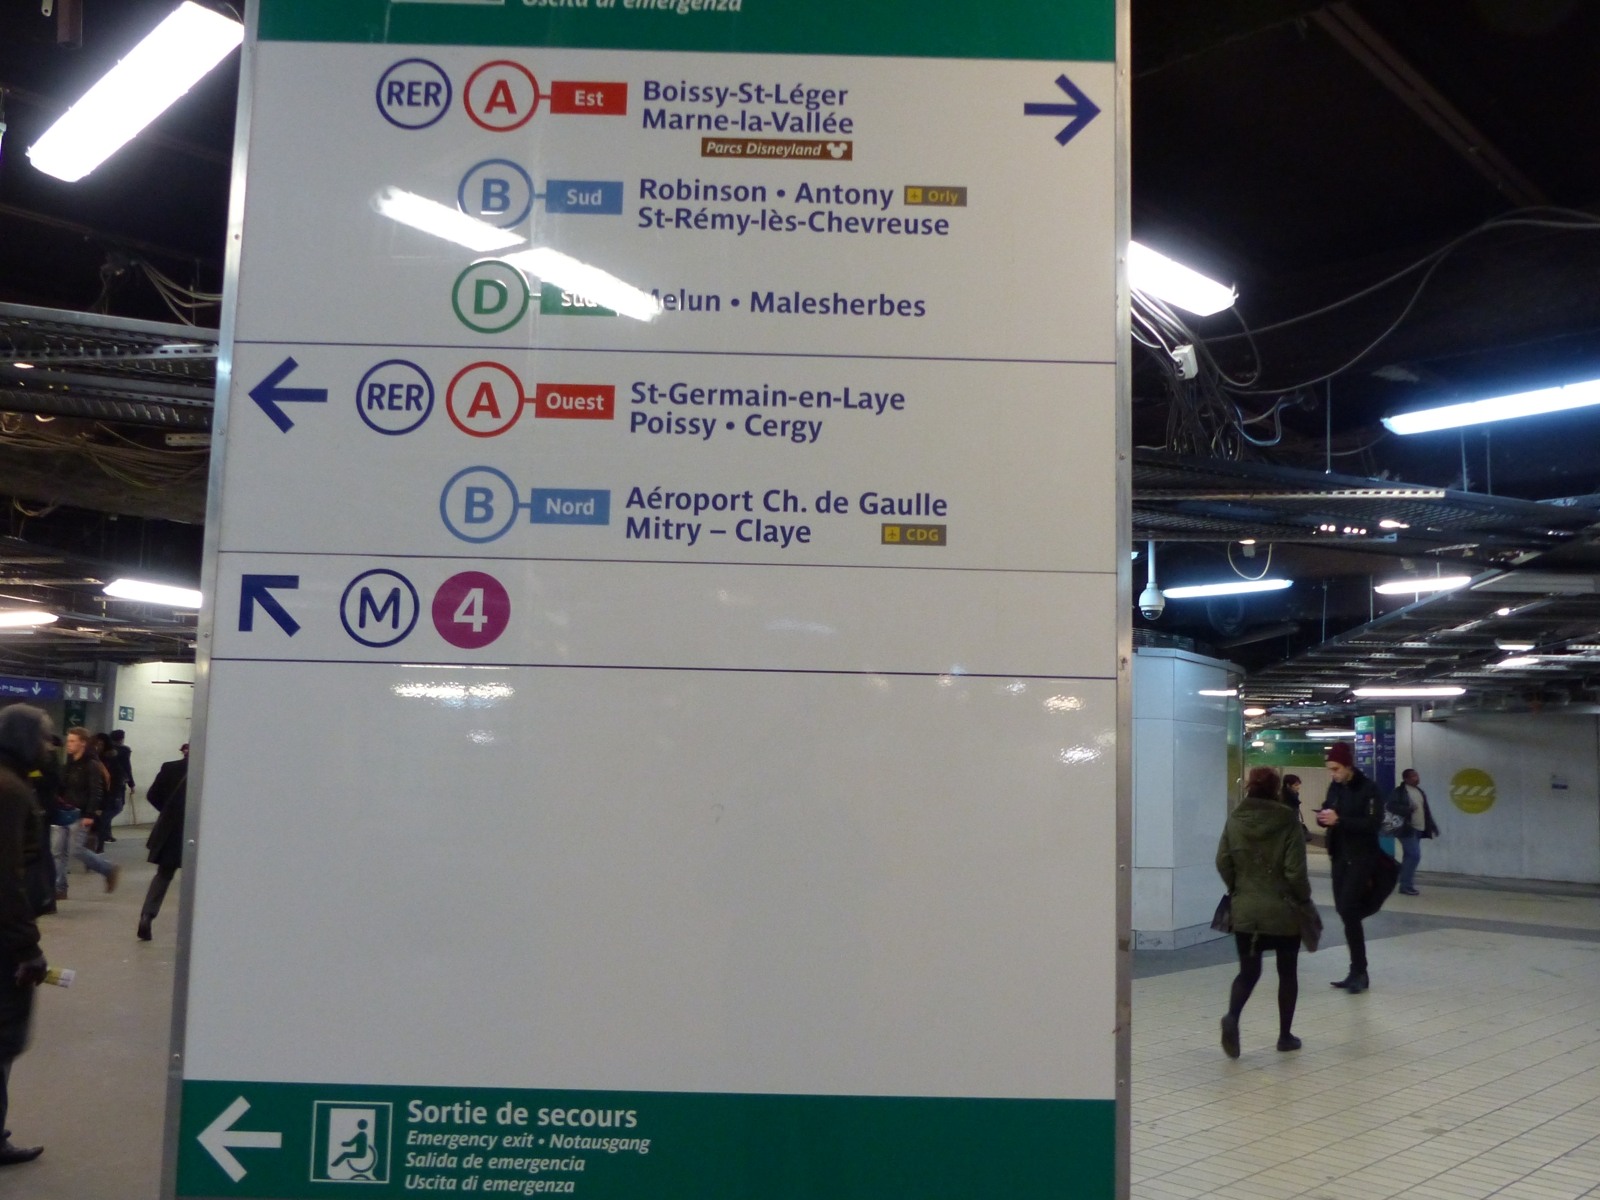 Uscita di emergenza
RER A Est Boissy-St-Léger
Marne-la-Vallée
Parcs Disneyland
B Sud Robinson • Antony Orly
St-Rémy-lès-Chevreuse
D Sud Melun • Malesherbes
RER A Ouest St-Germain-en-Laye
Poissy • Cergy
B Nord Aéroport Ch. de Gaulle
Mitry – Claye CDG
M 4
Sortie de secours
Emergency exit • Notausgang
Salida de emergencia
Uscita di emergenza